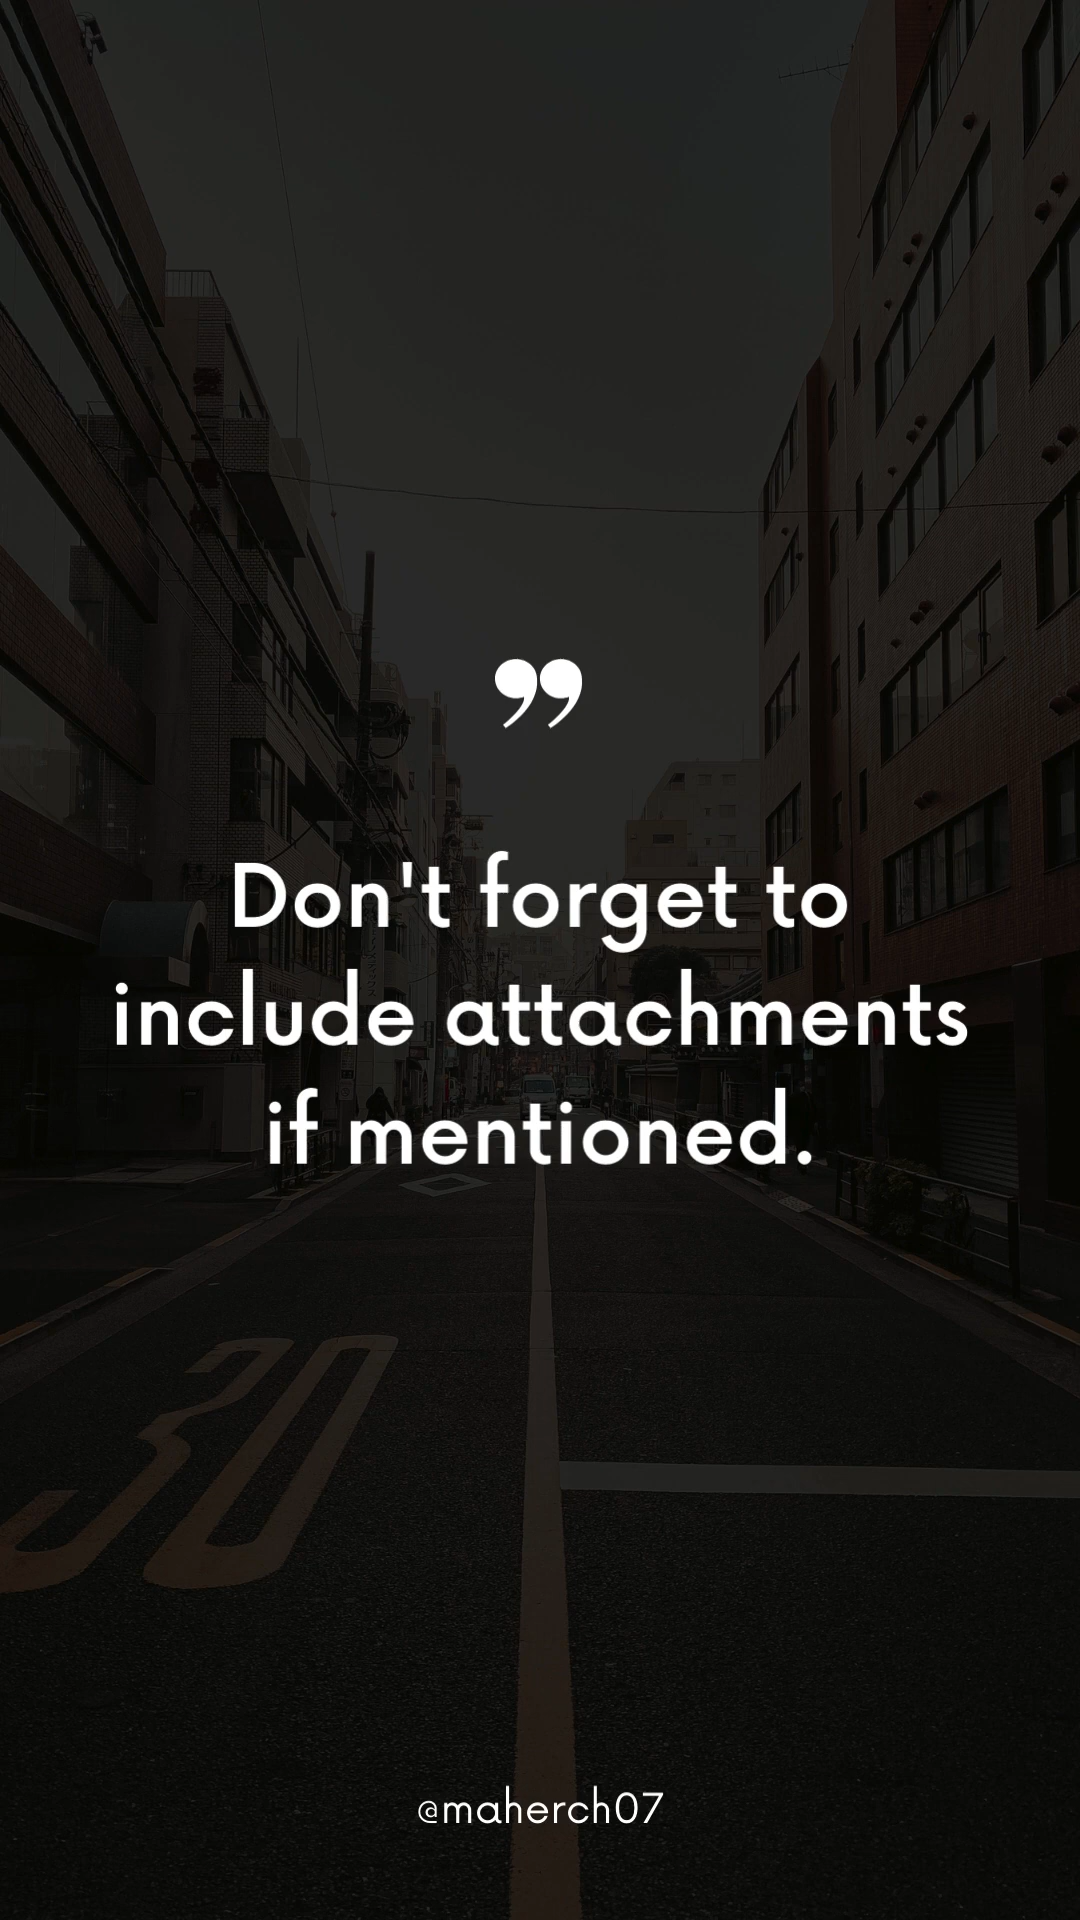 ”
Don't forget to
include attachments
if mentioned.
30
@maherch07